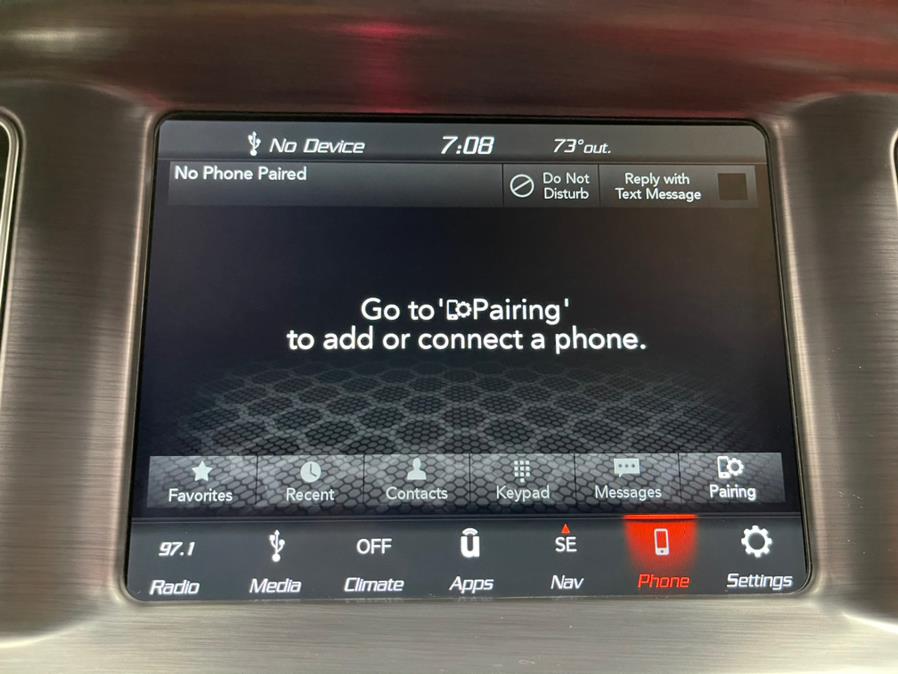 No Device 7:08 73°out.
No Phone Paired
Do Not
Disturb
Reply with
Text Message
Go to 'Pairing'
to add or connect a phone.
Favorites Recent Contacts Keypad Messages Pairing
97.1 OFF SE
Radio Media Climate Apps Nav Phone Settings